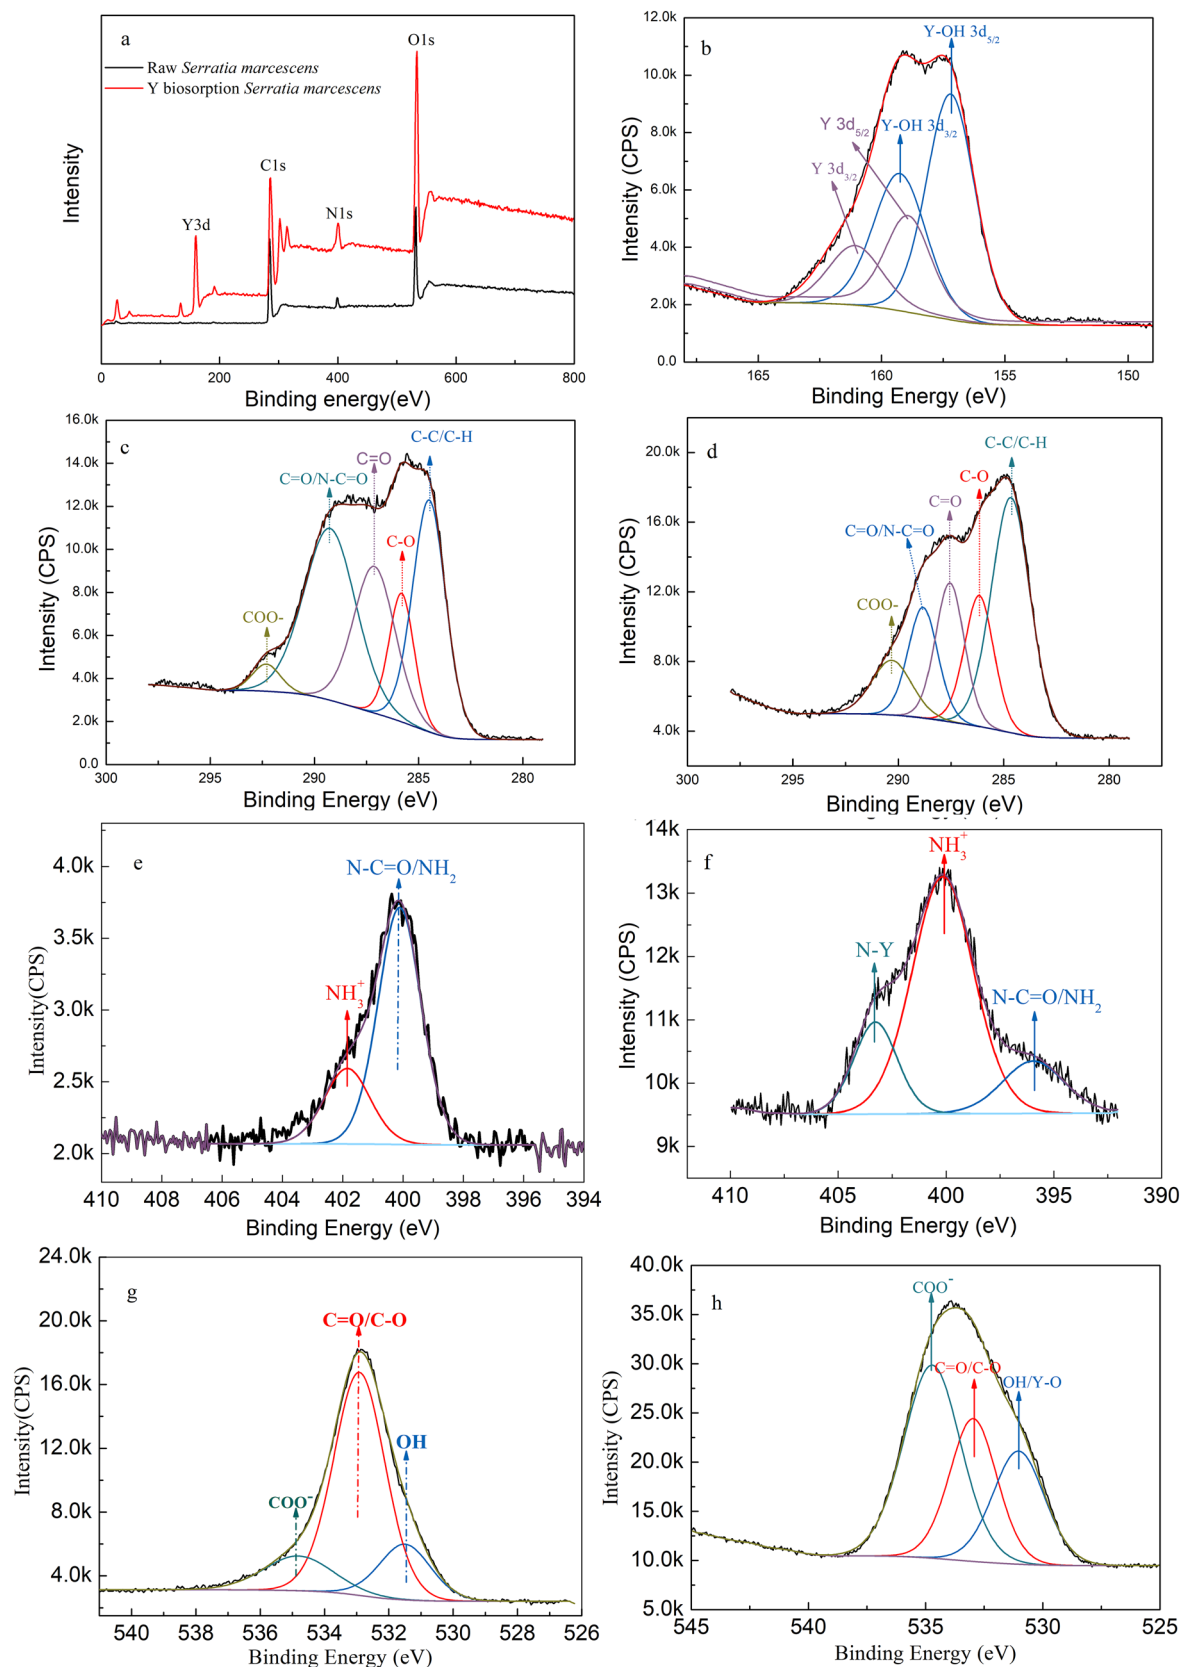 a
O1s
Raw Serratia marcescens
Y biosorption Serratia marcescens
C1s
N1s
Y3d
Intensity
0 200 400 600 800
Binding energy(eV)
b
12.0k
10.0k
8.0k
6.0k
4.0k
2.0k
0.0
Intensity (CPS)
Y-OH 3d5/2
Y 3d5/2
Y-OH 3d3/2
Y 3d3/2
165 160 155 150
Binding Energy (eV)
c
16.0k
14.0k
12.0k
10.0k
8.0k
6.0k
4.0k
2.0k
0.0
Intensity (CPS)
C-C/C-H
C=O
C=O/N-C=O
C-O
COO-
300 295 290 285 280
Binding Energy (eV)
d
20.0k
16.0k
12.0k
8.0k
4.0k
Intensity (CPS)
C-C/C-H
C-O
C=O
C=O/N-C=O
COO-
300 295 290 285 280
Binding Energy (eV)
e
4.0k
3.5k
3.0k
2.5k
2.0k
Intensity(CPS)
N-C=O/NH2
NH3+
410 408 406 404 402 400 398 396 394
Binding Energy (eV)
f
14k
13k
12k
11k
10k
9k
Intensity (CPS)
NH3+
N-Y
N-C=O/NH2
410 405 400 395 390
Binding Energy (eV)
g
24.0k
20.0k
16.0k
12.0k
8.0k
4.0k
Intensity(CPS)
C=O/C-O
OH
COO-
540 538 536 534 532 530 528 526
Binding Energy (eV)
h
40.0k
35.0k
30.0k
25.0k
20.0k
15.0k
10.0k
5.0k
Intensity (CPS)
COO-
C=O/C-O
OH/Y-O
545 540 535 530 525
Binding Energy (eV)